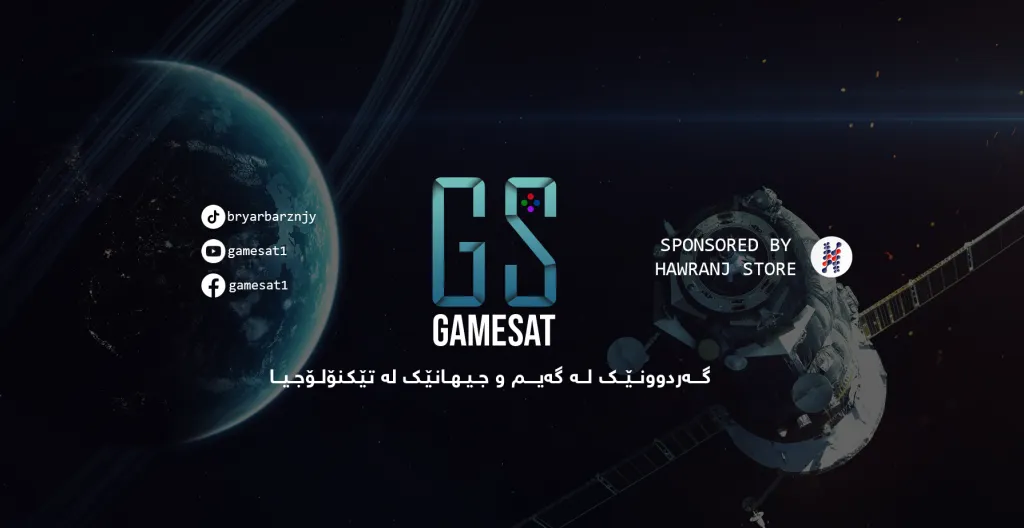 bryarbarznjy
gamesat1
gamesat1
GS
GAMESAT
گەردوونێک لە گەیم و جیهانێک لە تێکنۆلۆجیا
SPONSORED BY
HAWRANJ STORE